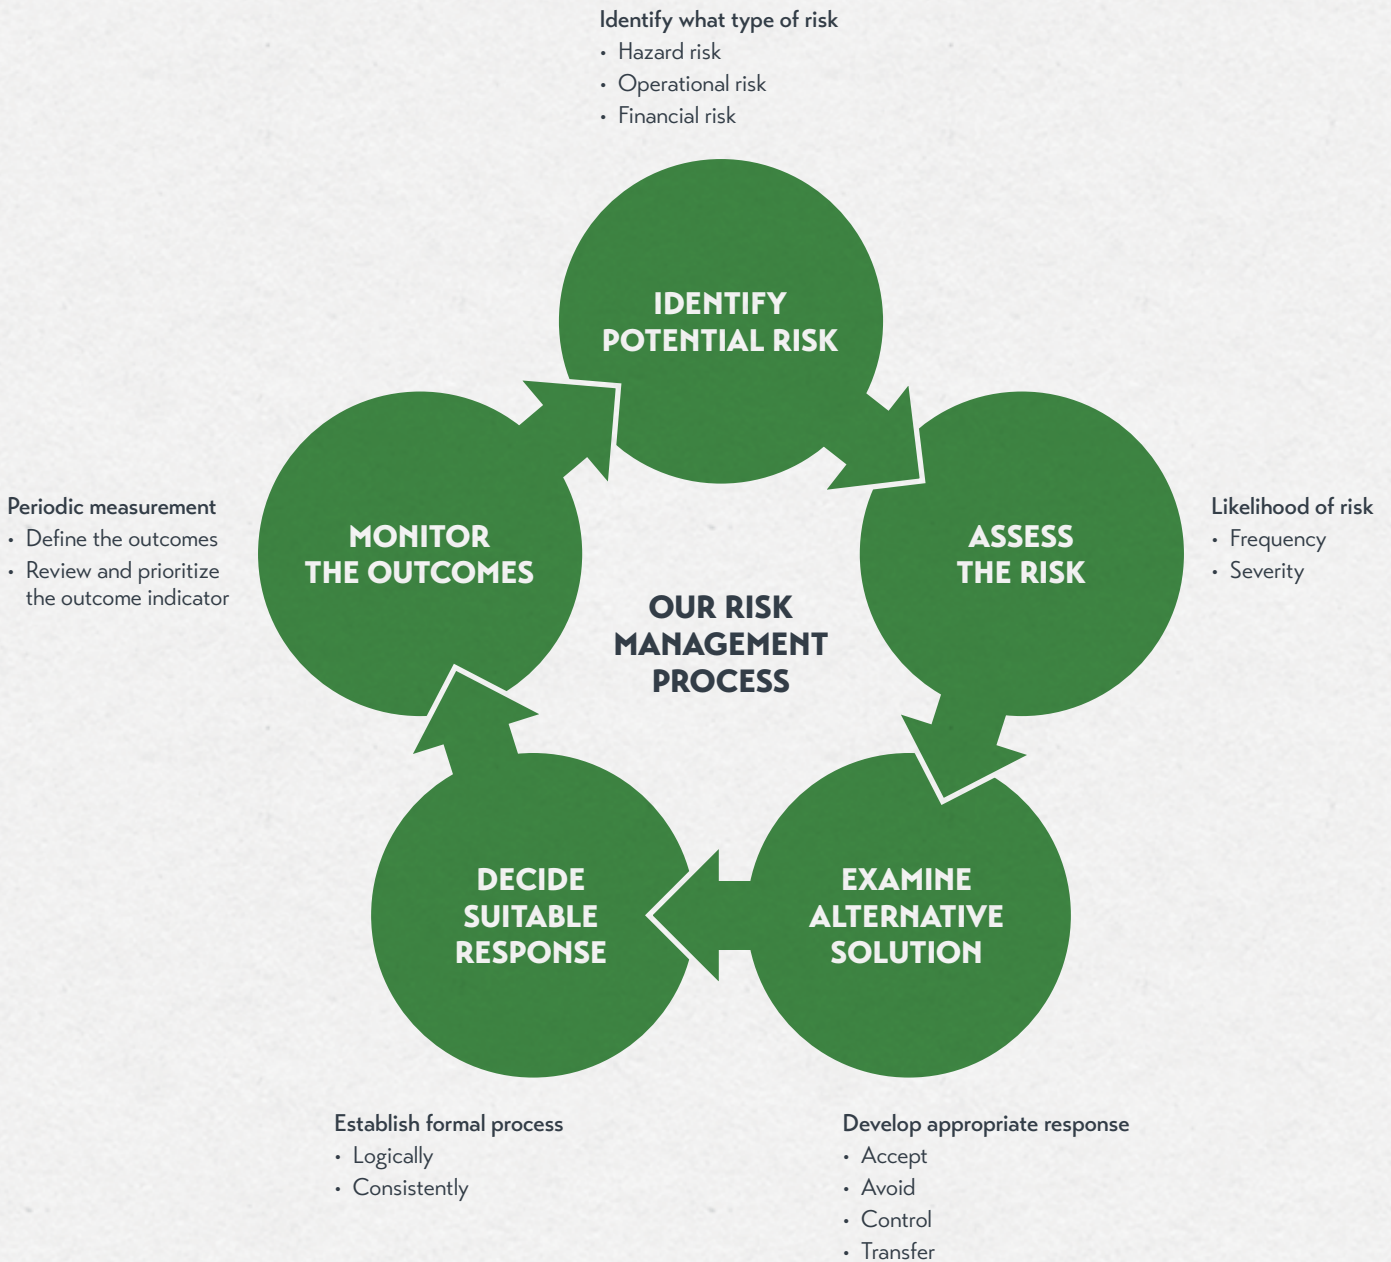 Identify what type of risk
• Hazard risk
• Operational risk
• Financial risk
IDENTIFY
POTENTIAL RISK
ASSESS
THE RISK
Likelihood of risk
• Frequency
• Severity
EXAMINE
ALTERNATIVE
SOLUTION
Develop appropriate response
• Accept
• Avoid
• Control
• Transfer
DECIDE
SUITABLE
RESPONSE
Establish formal process
• Logically
• Consistently
MONITOR
THE OUTCOMES
Periodic measurement
• Define the outcomes
• Review and prioritize
the outcome indicator
OUR RISK
MANAGEMENT
PROCESS